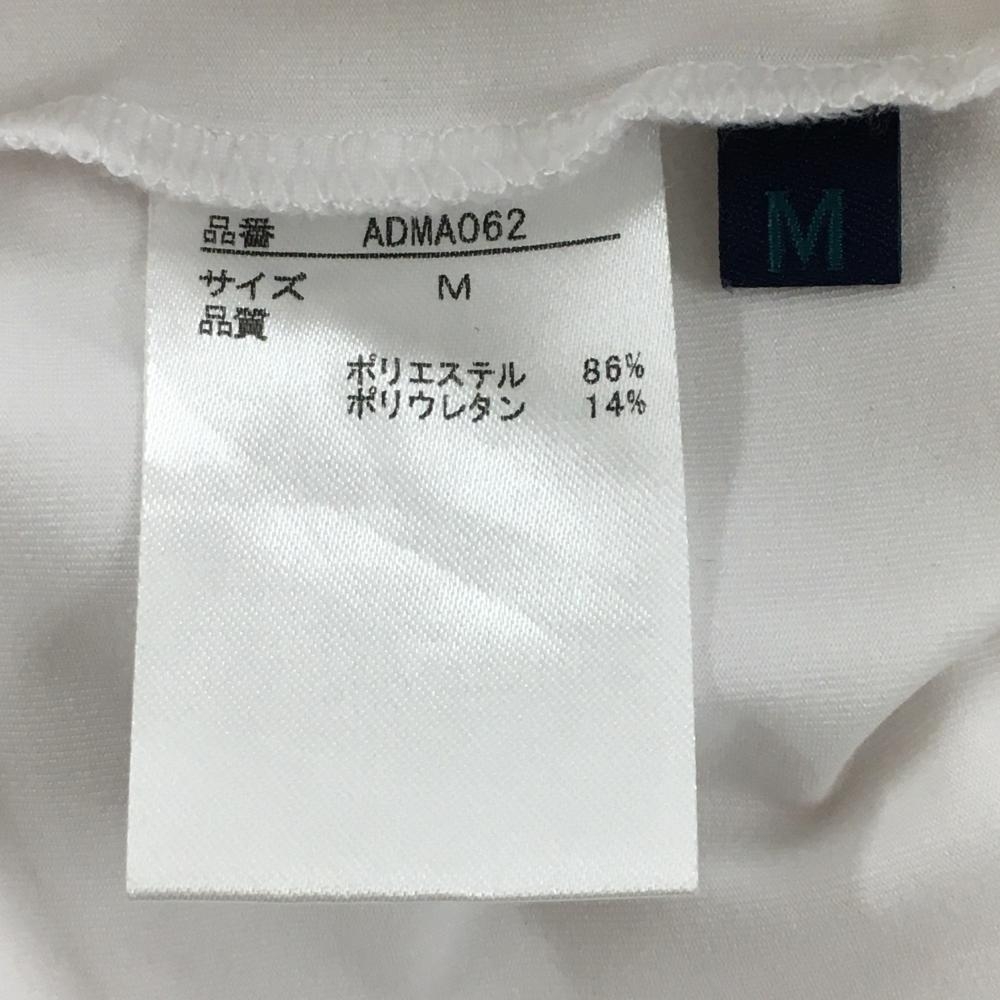 品番 ADMA062
サイズ M
品質
ポリエステル 86%
ポリウレタン 14%
M